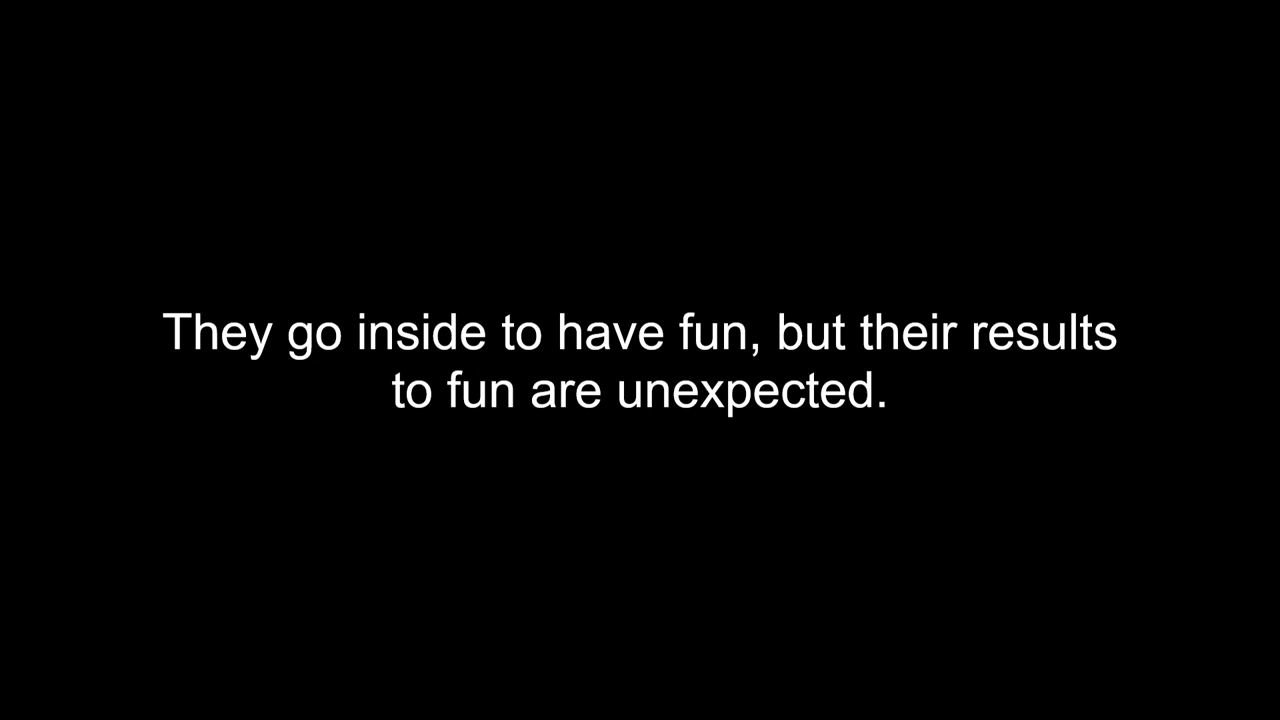 They go inside to have fun, but their results
to fun are unexpected.